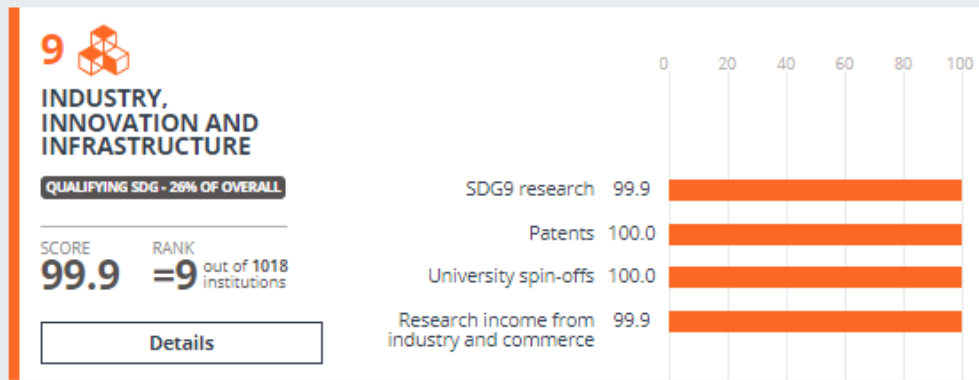 9
INDUSTRY,
INNOVATION AND
INFRASTRUCTURE
QUALIFYING SDG - 26% OF OVERALL
SCORE RANK
99.9 =9 out of 1018
institutions
Details
0 20 40 60 80 100
SDG9 research 99.9
Patents 100.0
University spin-offs 100.0
Research income from 99.9
industry and commerce